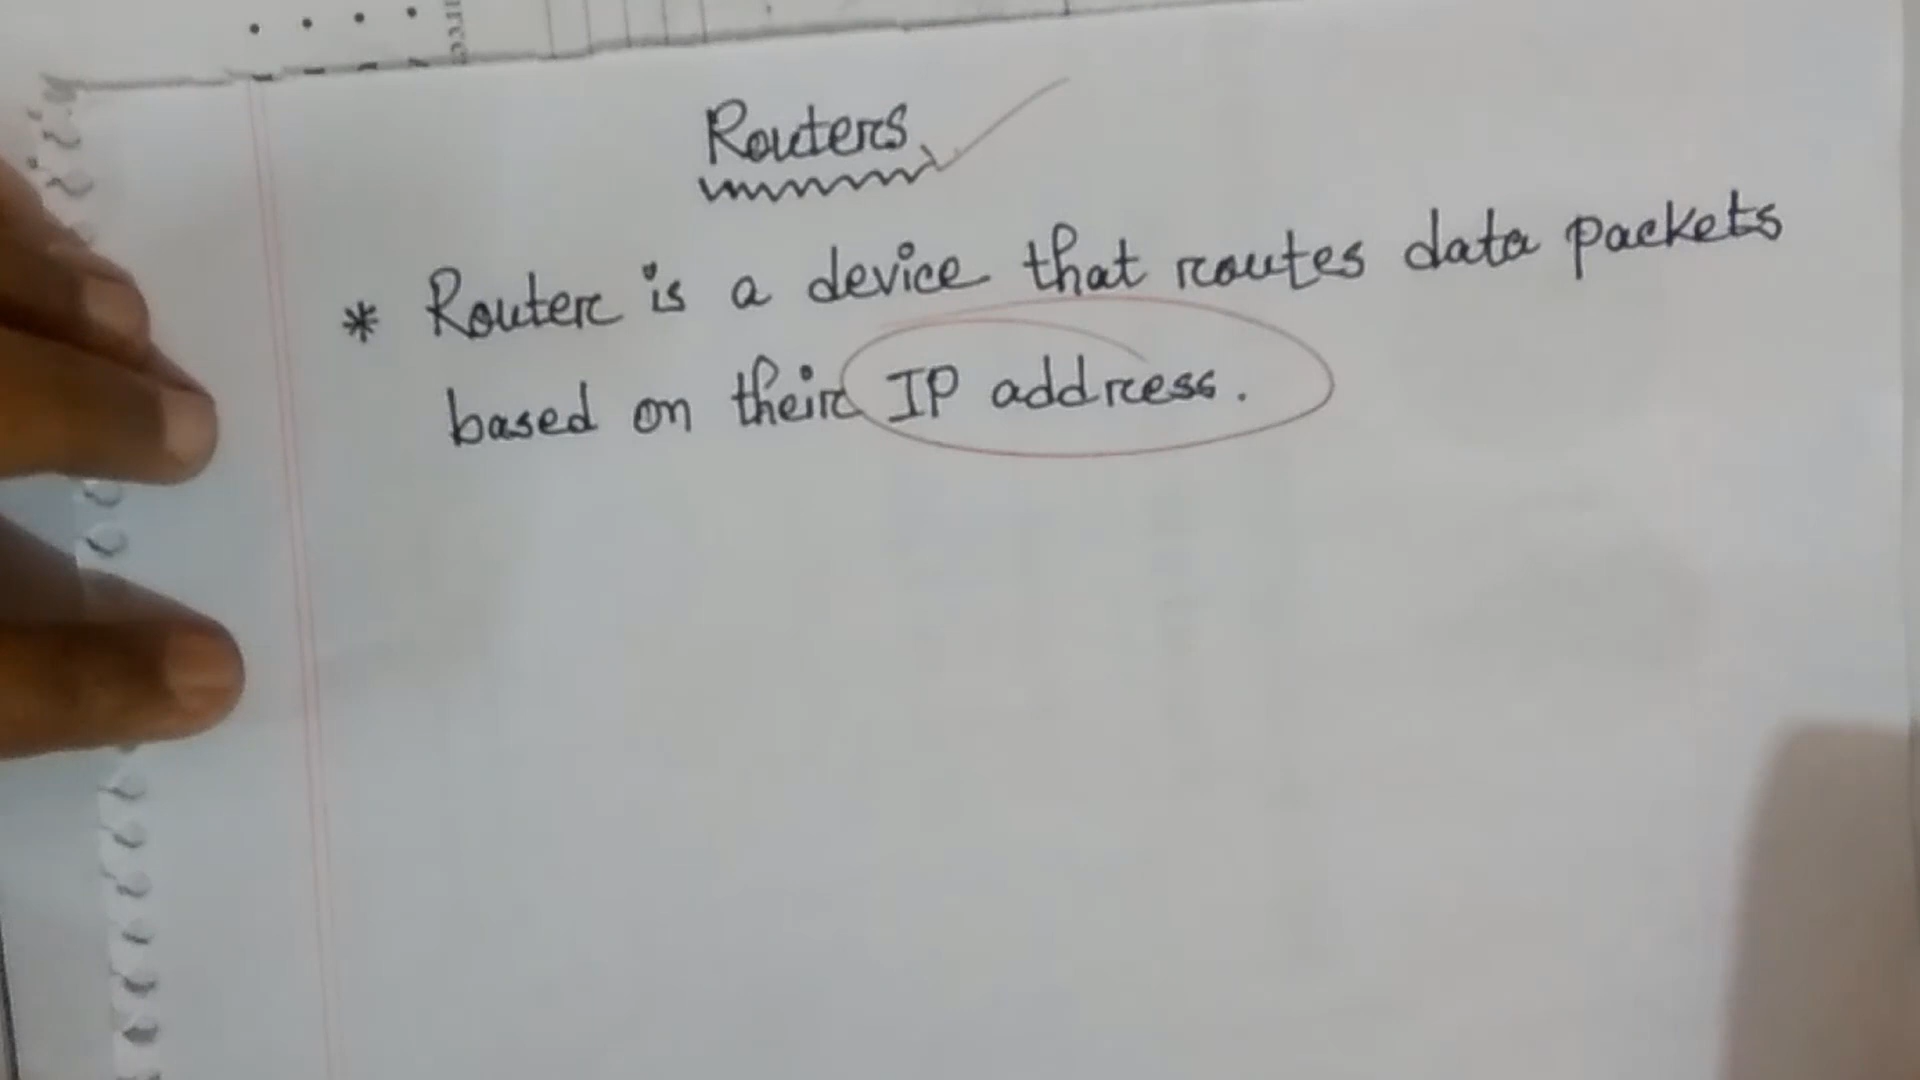 Routers
* Router is a device that routes data packets
based on their IP address.